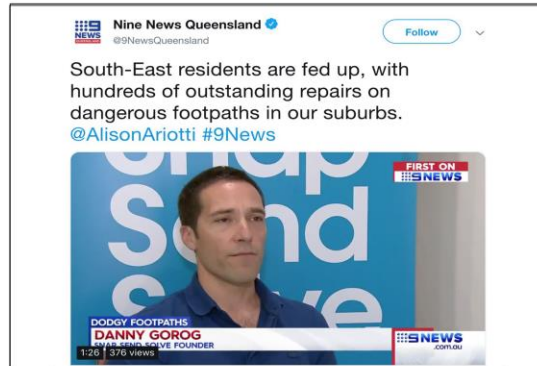 Nine News Queensland
@9NewsQueensland
Follow
South-East residents are fed up, with
hundreds of outstanding repairs on
dangerous footpaths in our suburbs.
@AlisonAriotti #9News
FIRST ON
9NEWS
Snap
Send
Solve
DODGY FOOTPATHS
DANNY GOROG
SNAP SEND SOLVE FOUNDER
1:26 376 views
9NEWS
.com.au